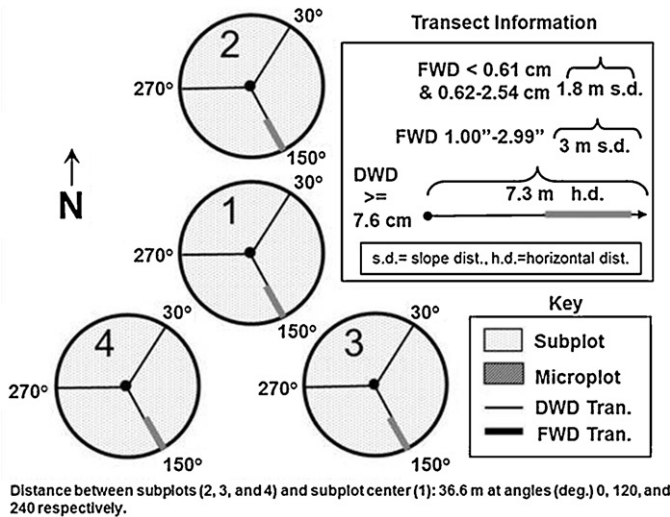 2
30°
270°
150°
N
1
30°
270°
150°
4
30°
270°
150°
3
30°
270°
150°
Transect Information
FWD < 0.61 cm
& 0.62-2.54 cm
1.8 m s.d.
FWD 1.00”-2.99”
3 m s.d.
DWD
>=
7.6 cm
7.3 m h.d.
s.d.= slope dist., h.d.=horizontal dist.
Key
Subplot
Microplot
DWD Tran.
FWD Tran.
Distance between subplots (2, 3, and 4) and subplot center (1): 36.6 m at angles (deg.) 0, 120, and
240 respectively.